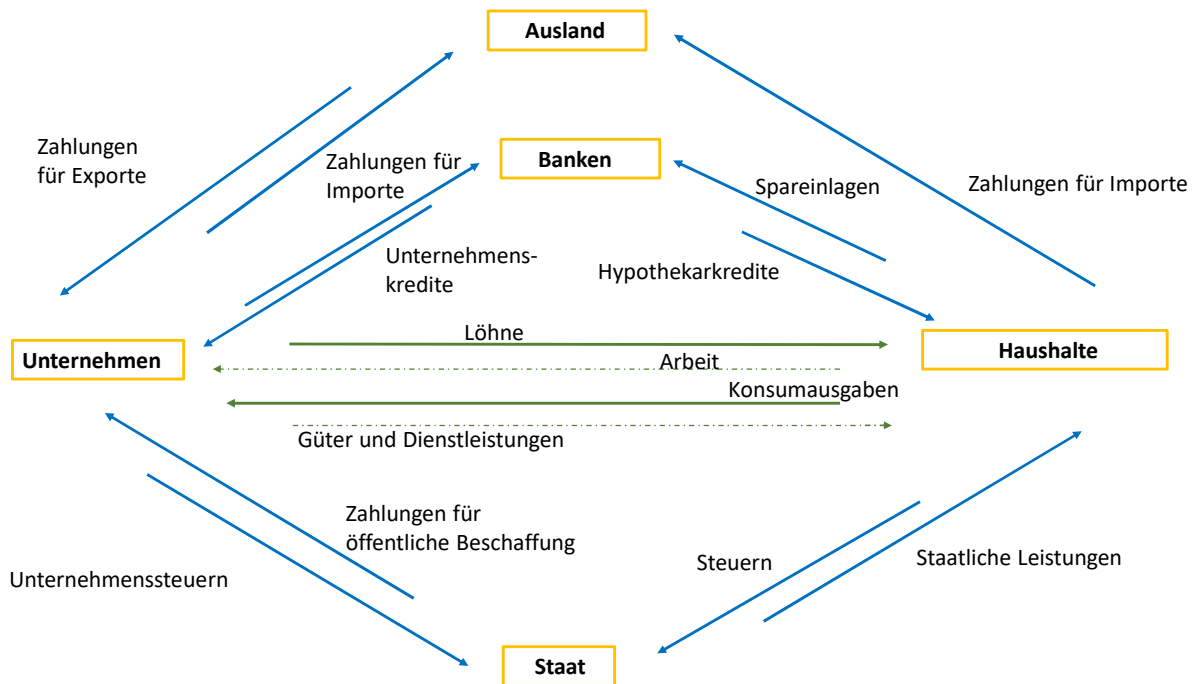 Ausland
Zahlungen
für Exporte
Zahlungen für
Importe
Banken
Spareinlagen
Zahlungen für Importe
Unternehmens-
kredite
Hypothekarkredite
Unternehmen
Löhne
Haushalte
Arbeit
Konsumausgaben
Güter und Dienstleistungen
Zahlungen für
öffentliche Beschaffung
Unternehmenssteuern
Steuern
Staatliche Leistungen
Staat